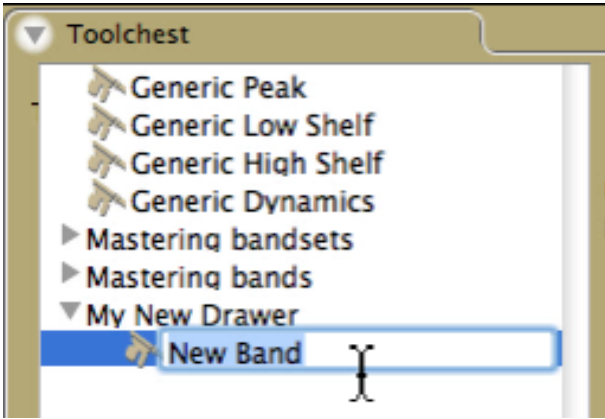 Toolchest
Generic Peak
Generic Low Shelf
Generic High Shelf
Generic Dynamics
Mastering bandsets
Mastering bands
My New Drawer
New Band